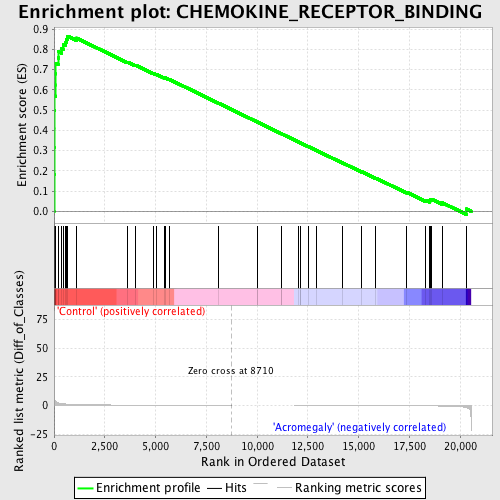 Enrichment plot: CHEMOKINE_RECEPTOR_BINDING
Enrichment score (ES)
0.9
0.8
0.7
0.6
0.5
0.4
0.3
0.2
0.1
0.0
'Control' (positively correlated)
Ranked list metric (Diff_of_Classes)
75
50
25
0
-25
Zero cross at 8710
'Acromegaly' (negatively correlated)
0 2,500 5,000 7,500 10,000 12,500 15,000 17,500 20,000
Rank in Ordered Dataset
Enrichment profile Hits Ranking metric scores